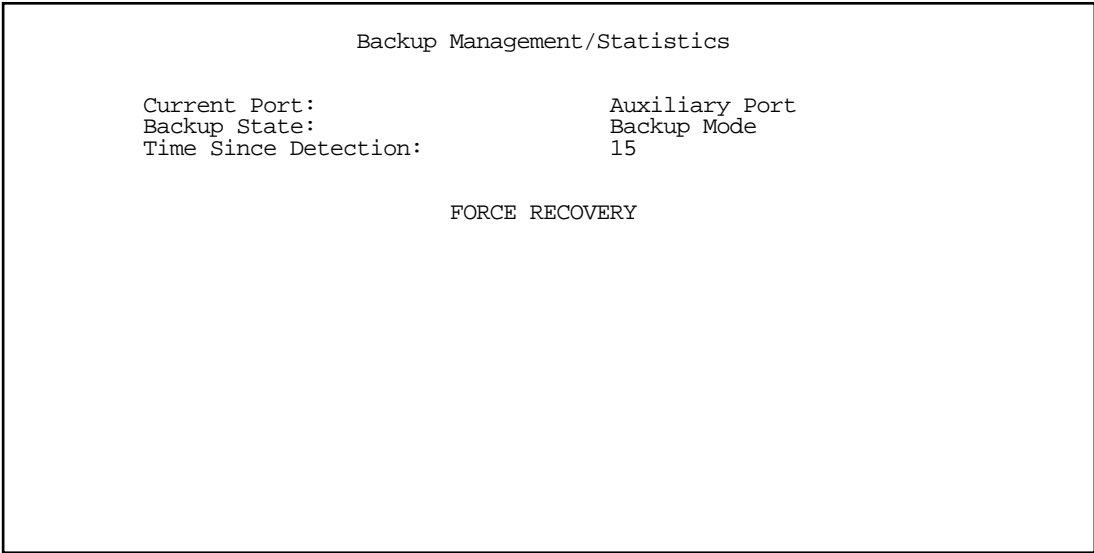 Backup Management/Statistics
Current Port: Auxiliary Port
Backup State: Backup Mode
Time Since Detection: 15
FORCE RECOVERY